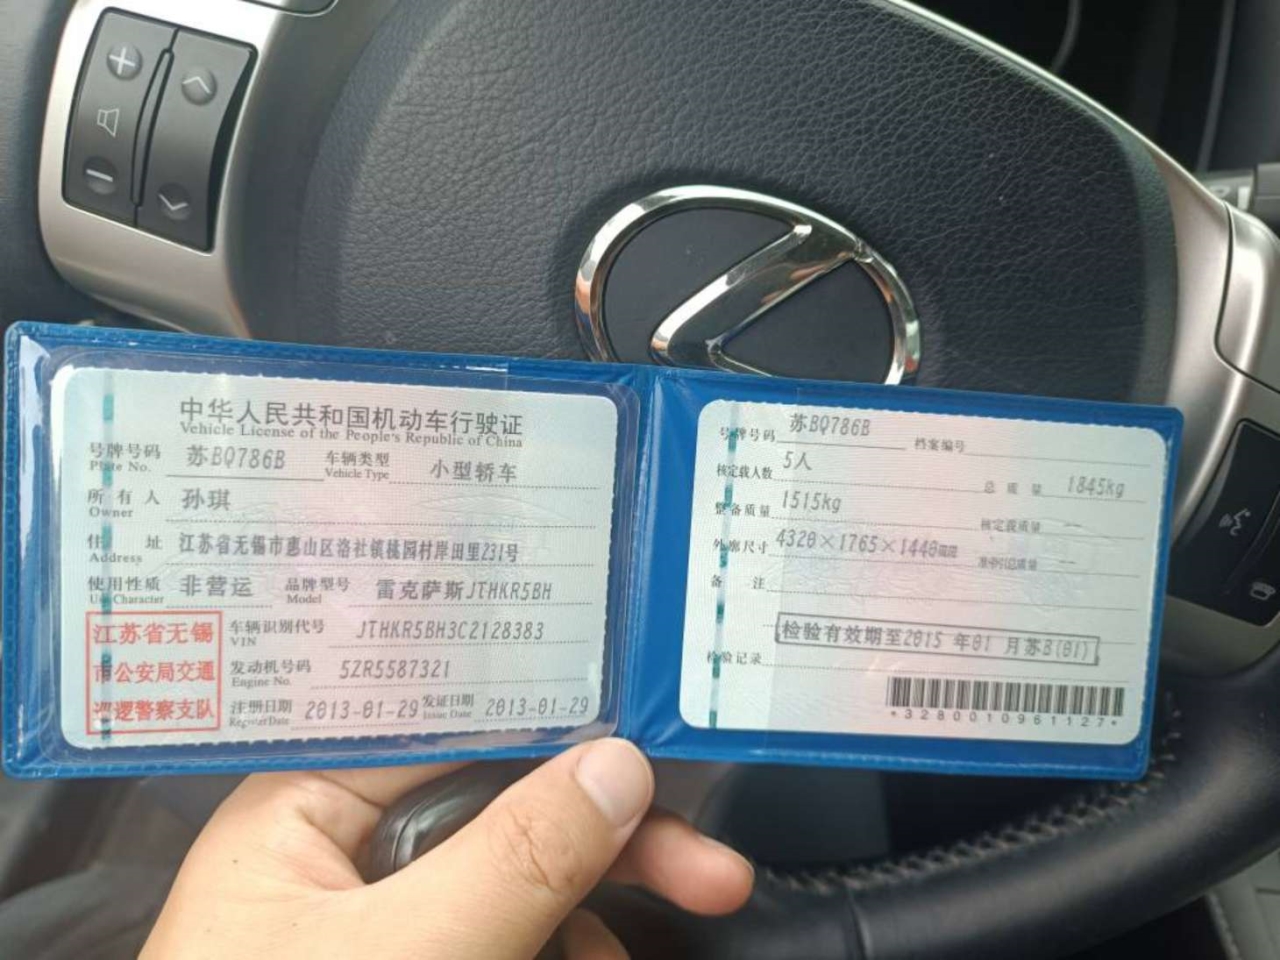 中华人民共和国机动车行驶证
Vehicle License of the People's Republic of China
号牌号码 苏BQ786B 车辆类型 小型轿车
Plate No. Vehicle Type
所有人 孙琪
Owner
住址 江苏省无锡市惠山区洛社镇桃园村岸田里231号
Address
使用性质 非营运 品牌型号 雷克萨斯JTHKR5BH
Use Character Model
江苏省无锡
市公安局交通
巡逻警察支队
车辆识别代号 JTHKR5BH3C2128383
VIN
发动机号码 5ZR5587321
Engine No.
注册日期 2013-01-29 发证日期 2013-01-29
Register Date Issue Date
号牌号码 苏BQ786B 档案编号
核定载人数 5人 总质量 1845kg
整备质量 1515kg 核定载质量 --
外廓尺寸 4320×1765×1440mm 准牵引总质量 --
备注
检验有效期至2015 年01 月苏B(01)
检验记录
*3280010961127*